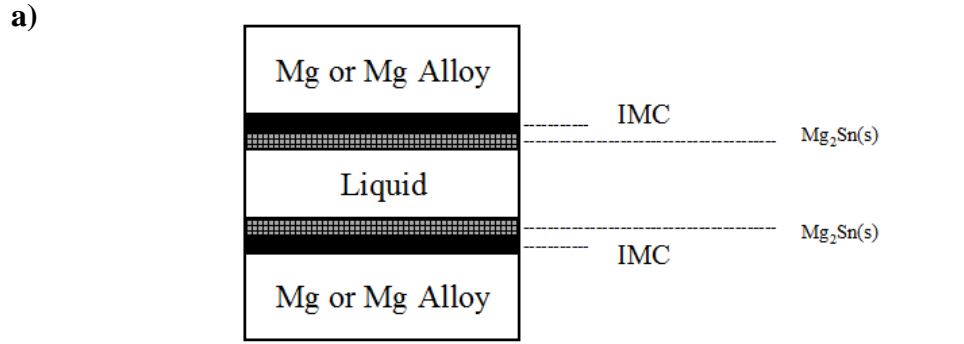 a)
Mg or Mg Alloy
IMC
Mg₂Sn(s)
Liquid
Mg₂Sn(s)
IMC
Mg or Mg Alloy